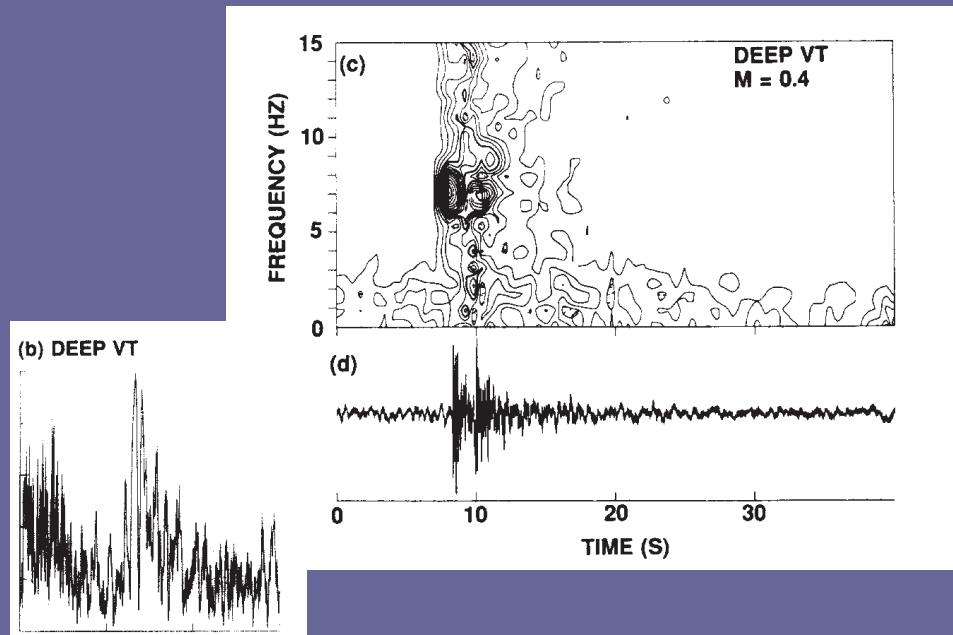 15
(c)
DEEP VT
M = 0.4
10
FREQUENCY (HZ)
5
0
(b) DEEP VT
(d)
0 10 20 30
TIME (S)